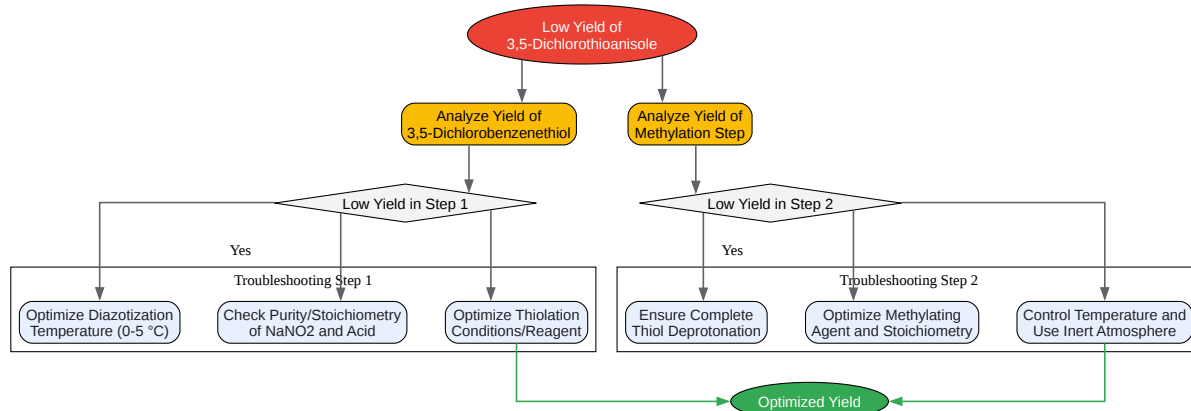 Low Yield of
3,5-Dichlorothioanisole
Analyze Yield of
3,5-Dichlorobenzenethiol
Analyze Yield of
Methylation Step
Low Yield in Step 1
Low Yield in Step 2
Yes
Yes
Troubleshooting Step 1
Troubleshooting Step 2
Optimize Diazotization
Temperature (0-5 °C)
Check Purity/Stoichiometry
of NaNO2 and Acid
Optimize Thiolation
Conditions/Reagent
Ensure Complete
Thiol Deprotonation
Optimize Methylating
Agent and Stoichiometry
Control Temperature and
Use Inert Atmosphere
Optimized Yield